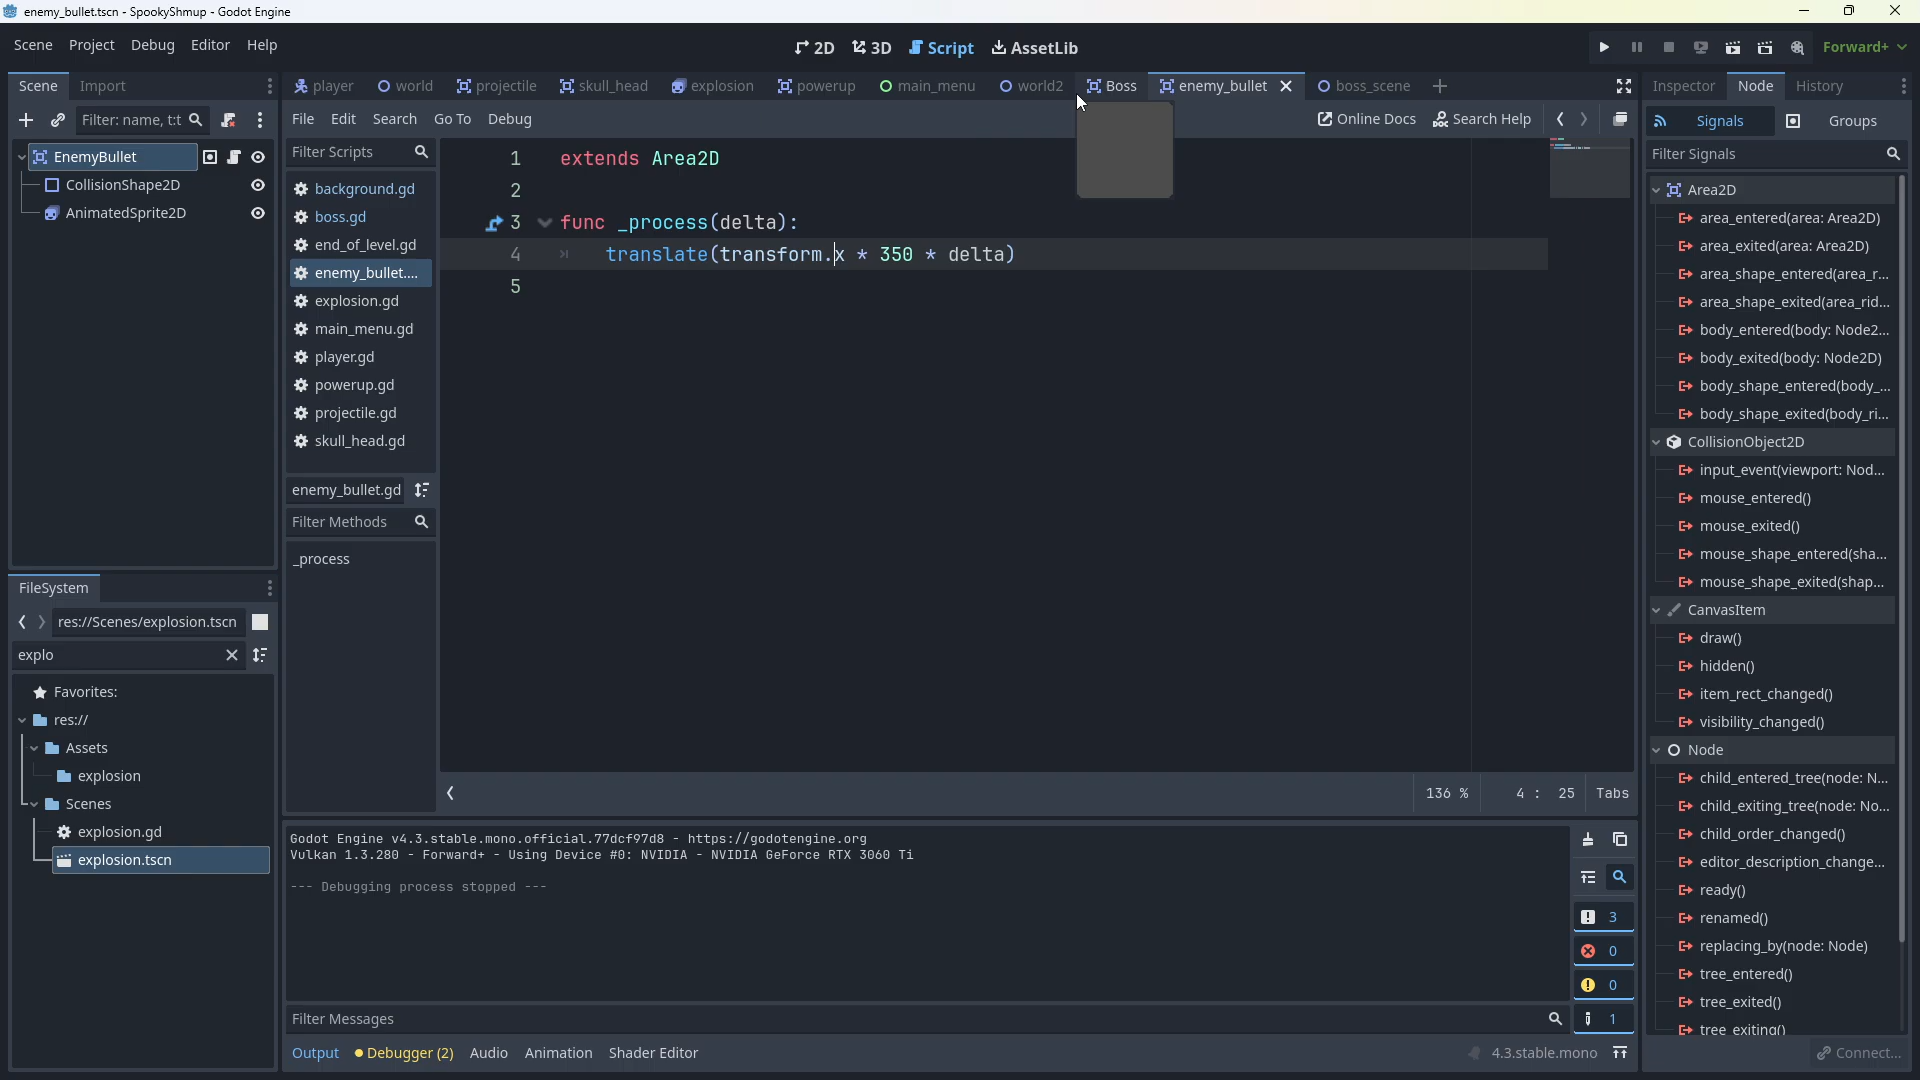 enemy_bullet.tscn - SpookyShmup - Godot Engine
Scene Project Debug Editor Help
2D 3D Script AssetLib
Forward+
Scene Import
player world projectile skull_head explosion powerup main_menu world2 Boss enemy_bullet boss_scene
Inspector Node History
Filter: name, t:t
File Edit Search Go To Debug
Online Docs Search Help
Signals Groups
EnemyBullet
CollisionShape2D
AnimatedSprite2D
Filter Scripts
background.gd
boss.gd
end_of_level.gd
enemy_bullet....
explosion.gd
main_menu.gd
player.gd
powerup.gd
projectile.gd
skull_head.gd
enemy_bullet.gd
Filter Methods
_process
1 extends Area2D
2
3 func _process(delta):
4 translate(transform.x * 350 * delta)
5
136 % 4 : 25 Tabs
Filter Signals
Area2D
area_entered(area: Area2D)
area_exited(area: Area2D)
area_shape_entered(area_r...
area_shape_exited(area_rid...
body_entered(body: Node2...
body_exited(body: Node2D)
body_shape_entered(body_...
body_shape_exited(body_ri...
CollisionObject2D
input_event(viewport: Nod...
mouse_entered()
mouse_exited()
mouse_shape_entered(sha...
mouse_shape_exited(shap...
CanvasItem
draw()
hidden()
item_rect_changed()
visibility_changed()
Node
child_entered_tree(node: N...
child_exiting_tree(node: No...
child_order_changed()
editor_description_change...
ready()
renamed()
replacing_by(node: Node)
tree_entered()
tree_exited()
tree_exiting()
Connect...
FileSystem
res://Scenes/explosion.tscn
explo
Favorites:
res://
Assets
explosion
Scenes
explosion.gd
explosion.tscn
Godot Engine v4.3.stable.mono.official.77dcf97d8 - https://godotengine.org
Vulkan 1.3.280 - Forward+ - Using Device #0: NVIDIA - NVIDIA GeForce RTX 3060 Ti
--- Debugging process stopped ---
3
0
0
1
Filter Messages
Output Debugger (2) Audio Animation Shader Editor
4.3.stable.mono